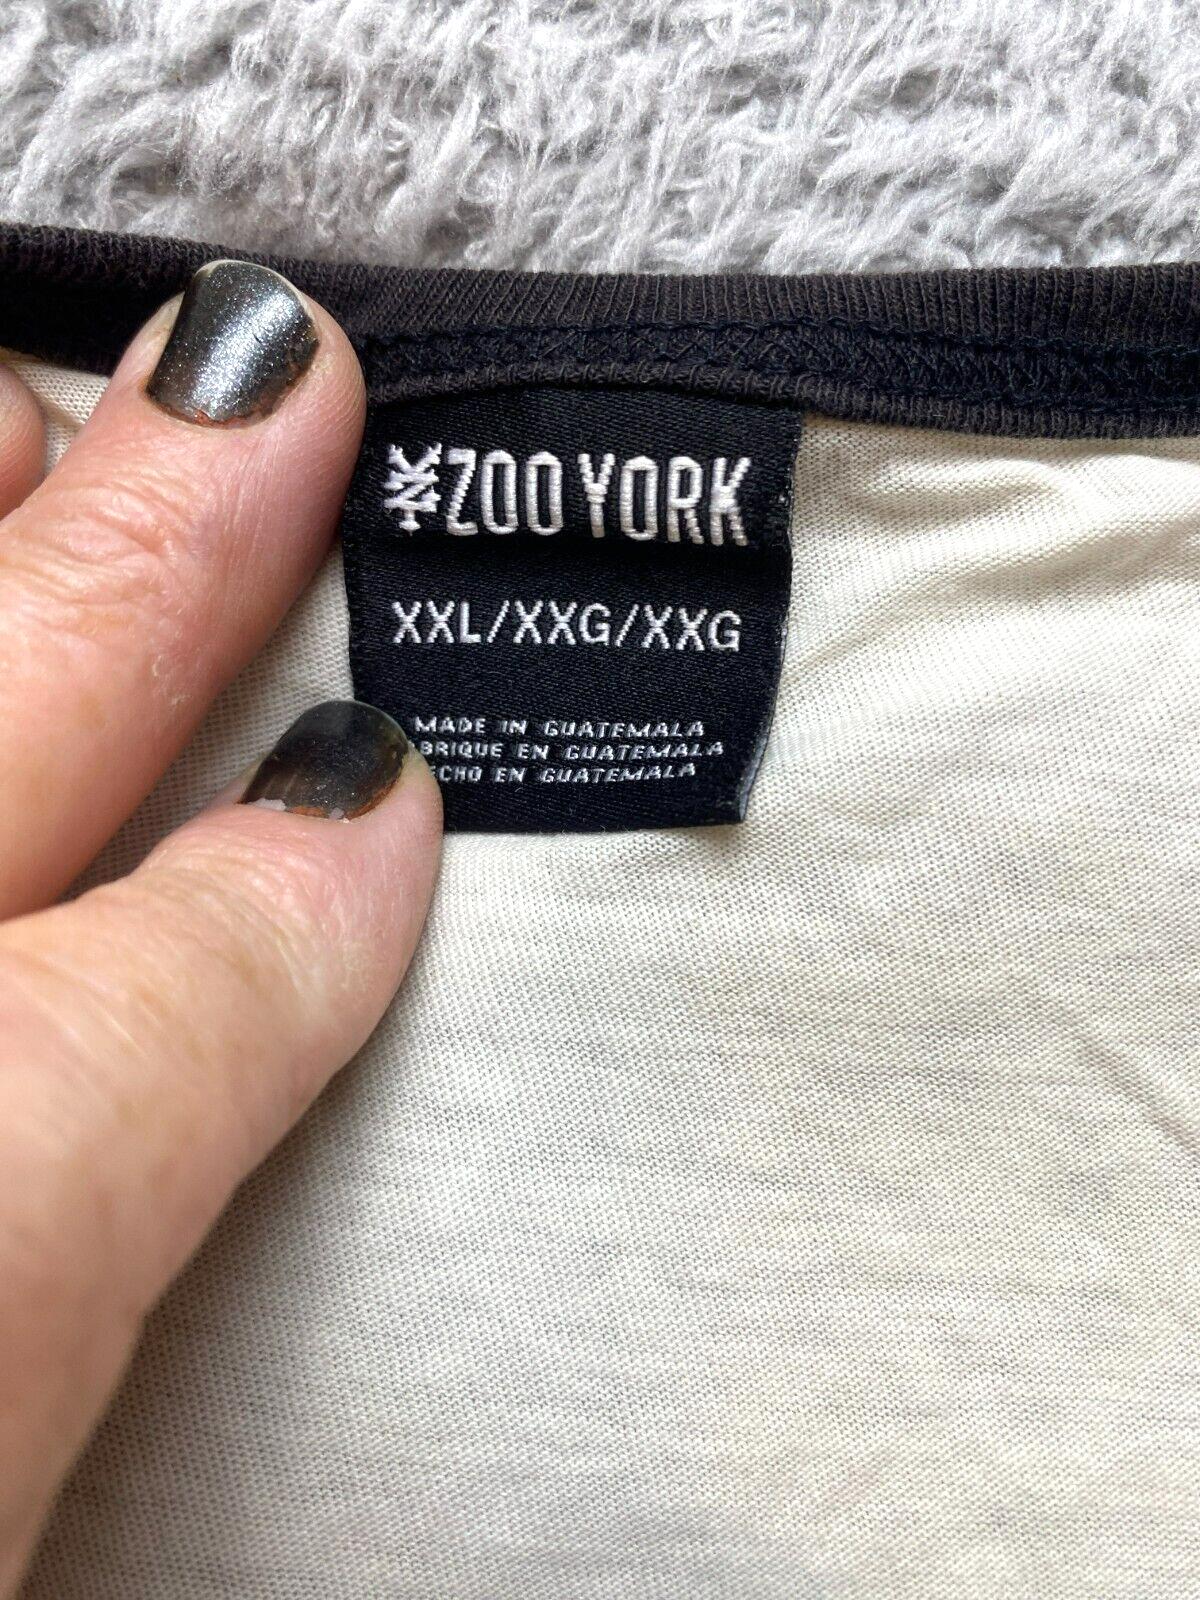 ZOO YORK
XXL/XXG/XXG
MADE IN GUATEMALA
BRIQUE EN GUATEMALA
ECHO EN GUATEMALA